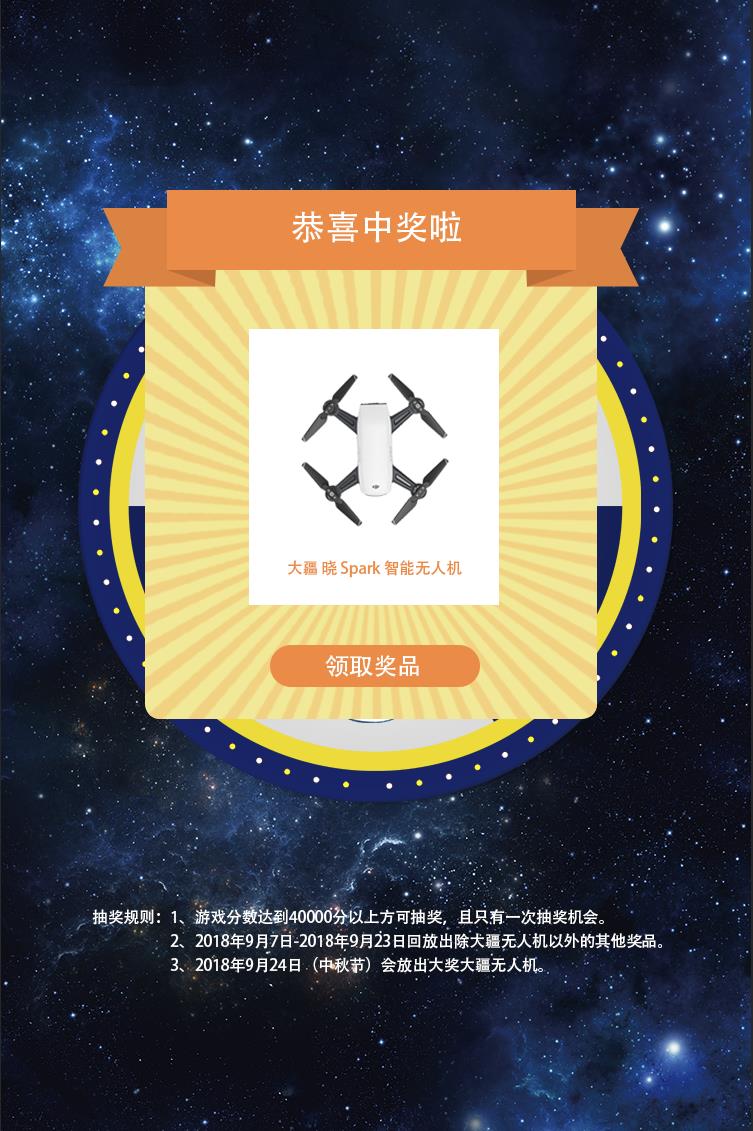 恭喜中奖啦
大疆 晓 Spark 智能无人机
领取奖品
抽奖规则：1、游戏分数达到40000分以上方可抽奖，且只有一次抽奖机会。
2、2018年9月7日-2018年9月23日回放出除大疆无人机以外的其他奖品。
3、2018年9月24日（中秋节）会放出大奖大疆无人机。